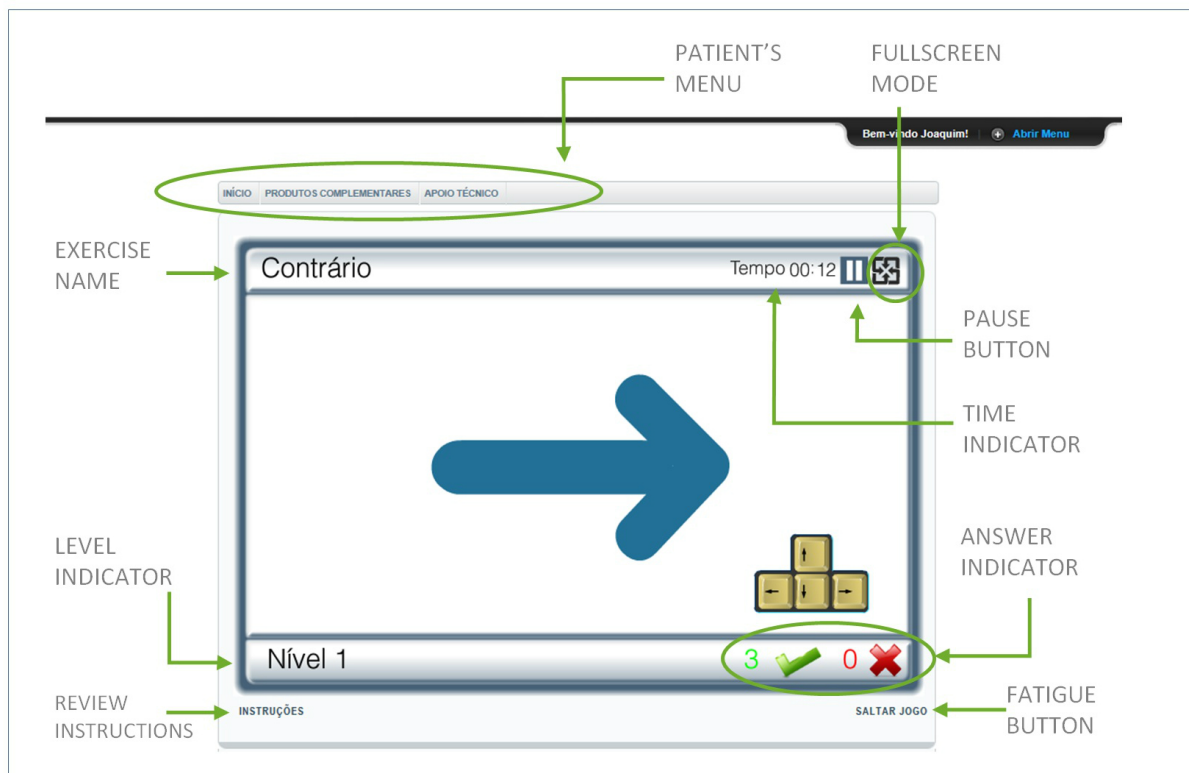 PATIENT'S
MENU
FULLSCREEN
MODE
Bem-vindo Joaquim! Abrir Menu
INÍCIO PRODUTOS COMPLEMENTARES APOIO TÉCNICO
EXERCISE
NAME
Contrário Tempo 00:12
PAUSE
BUTTON
TIME
INDICATOR
LEVEL
INDICATOR
ANSWER
INDICATOR
Nível 1 3 0
REVIEW
INSTRUCTIONS
INSTRUÇÕES SALTAR JOGO
FATIGUE
BUTTON